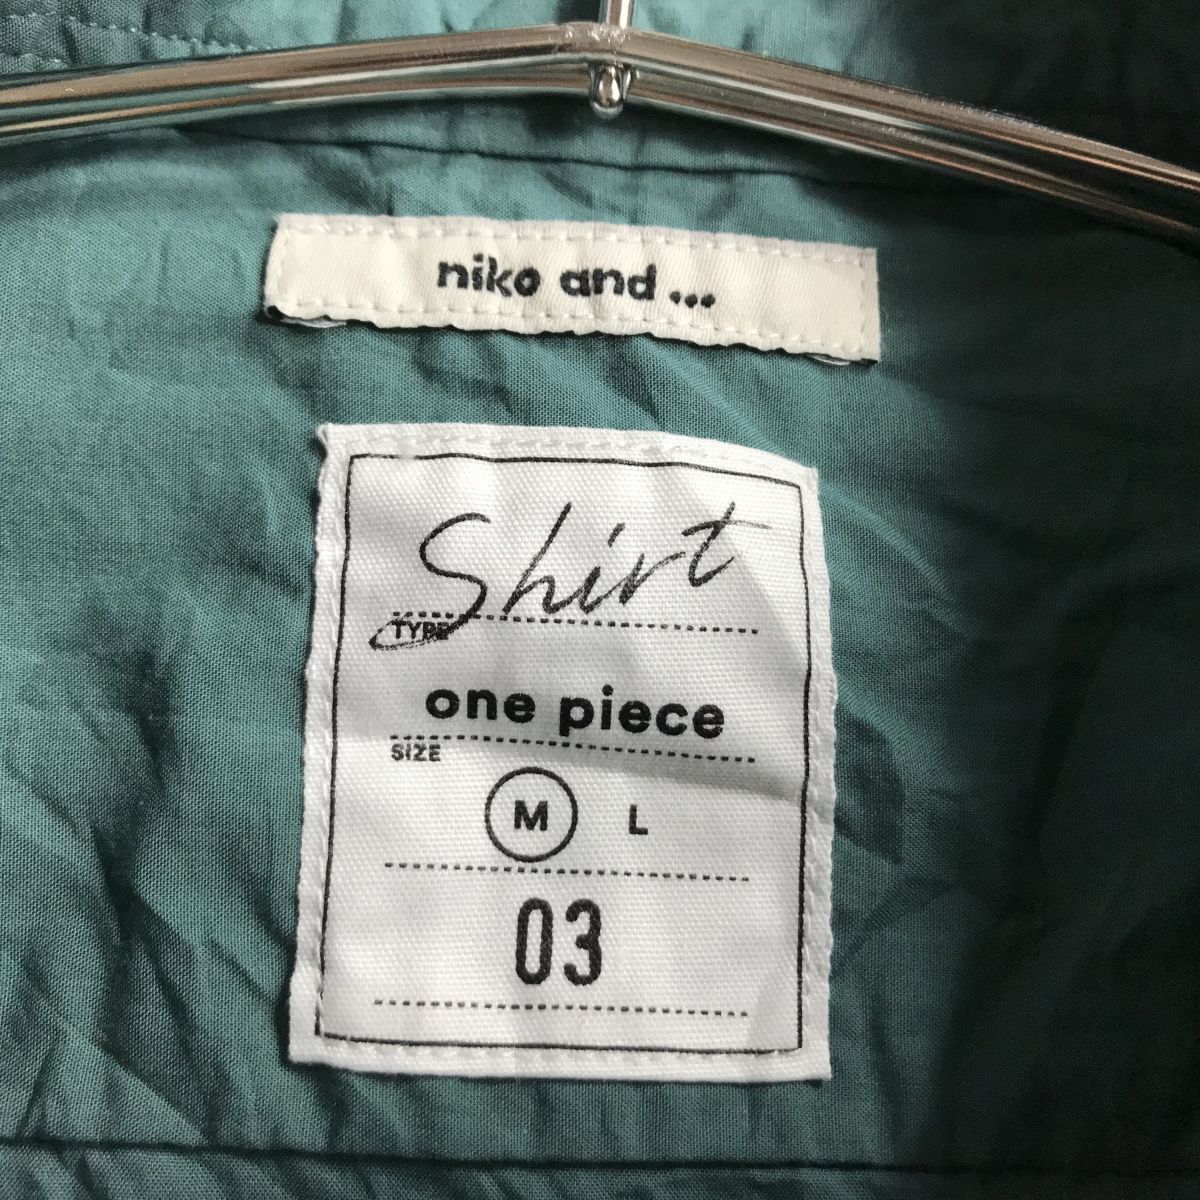 niko and ...
Shirt
TYPE
one piece
SIZE
M L
03